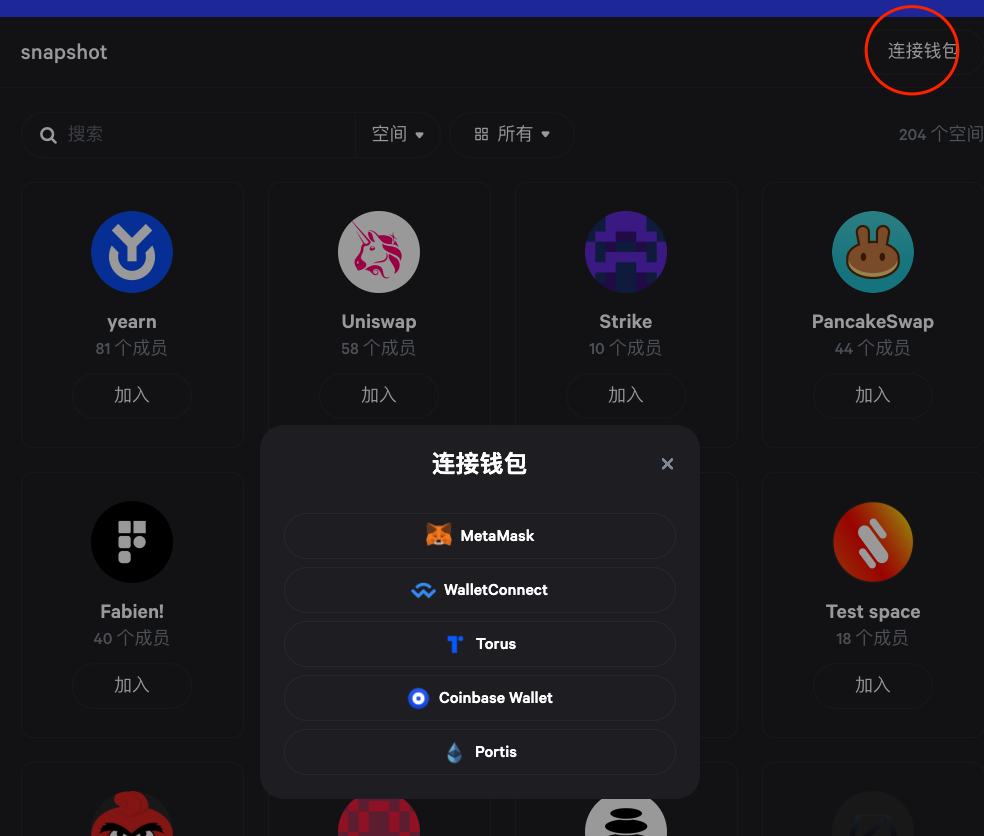 snapshot
连接钱包
搜索
空间
所有
204 个空间
yearn
81 个成员
加入
Uniswap
58 个成员
加入
Strike
10 个成员
加入
PancakeSwap
44 个成员
加入
连接钱包
MetaMask
WalletConnect
Torus
Coinbase Wallet
Portis
Fabien!
40 个成员
加入
Test space
18 个成员
加入